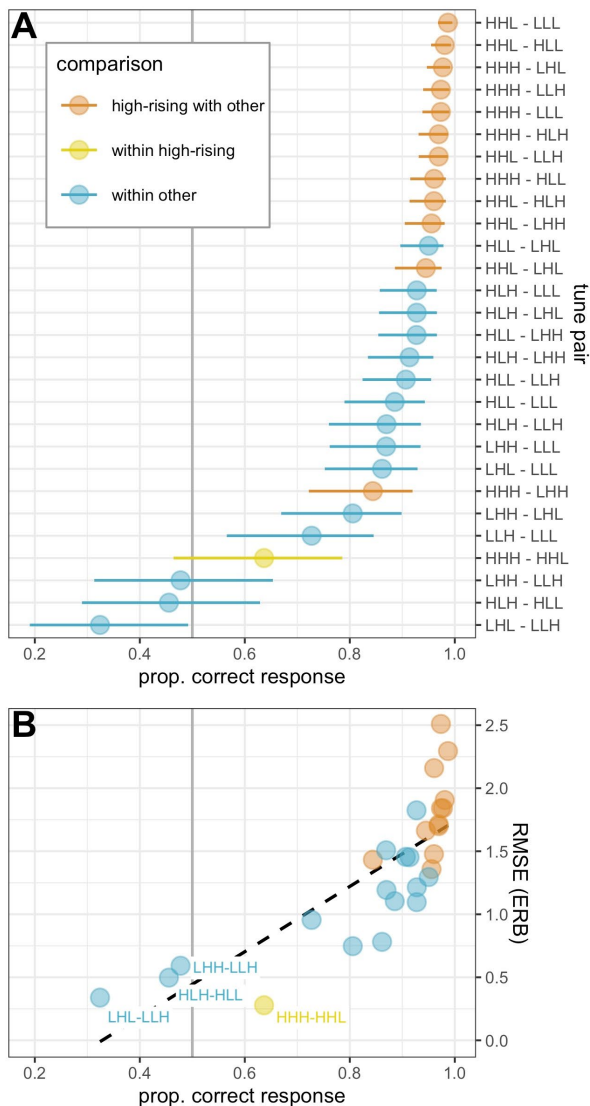 A
comparison
high-rising with other
within high-rising
within other
HHL - LLL
HHL - HLL
HHH - LHL
HHH - LLH
HHH - LLL
HHH - HLH
HHL - LLH
HHH - HLL
HHL - HLH
HHL - LHH
HLL - LHL
HHL - LHL
HLH - LLL
HLH - LHL
HLL - LHH
HLH - LHH
HLL - LLH
HLL - LLL
HLH - LLH
LHH - LLL
LHL - LLL
HHH - LHH
LHH - LHL
LLH - LLL
HHH - HHL
LHH - LLH
HLH - HLL
LHL - LLH
tune pair
0.2 0.4 0.6 0.8 1.0
prop. correct response
B
2.5
2.0
1.5
1.0
0.5
0.0
RMSE (ERB)
LHH-LLH
HLH-HLL
LHL-LLH
HHH-HHL
0.2 0.4 0.6 0.8 1.0
prop. correct response